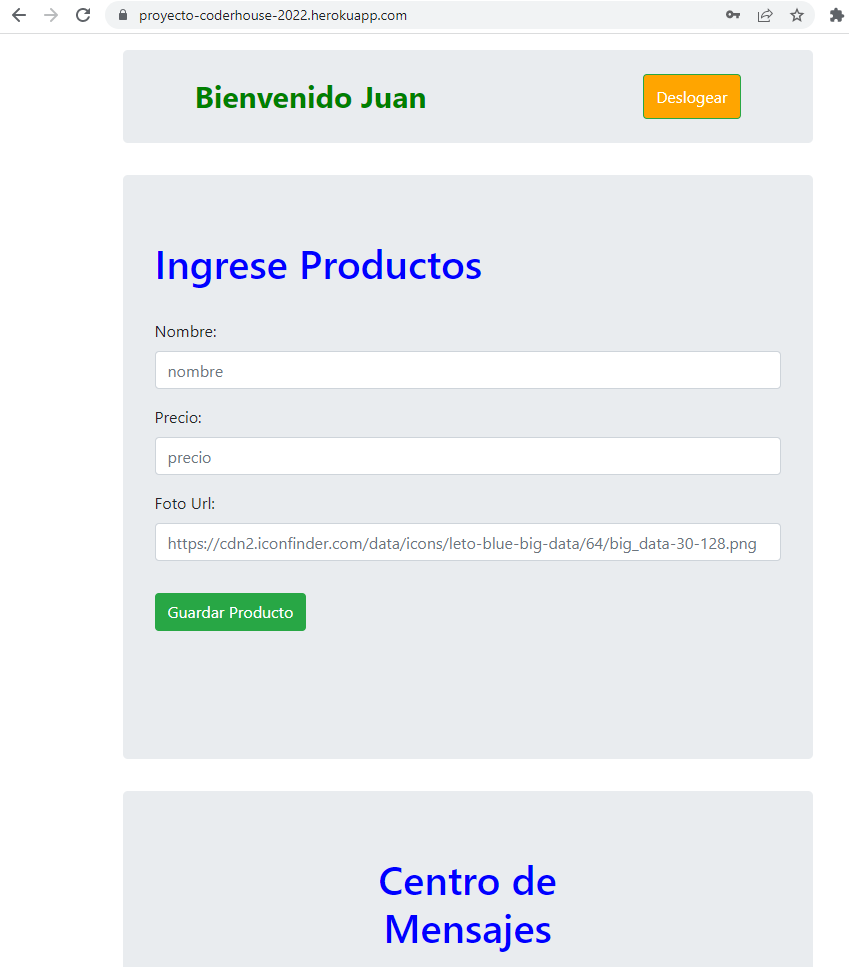 proyecto-coderhouse-2022.herokuapp.com
Bienvenido Juan
Deslogear
Ingrese Productos
Nombre:
nombre
Precio:
precio
Foto Url:
https://cdn2.iconfinder.com/data/icons/leto-blue-big-data/64/big_data-30-128.png
Guardar Producto
Centro de
Mensajes